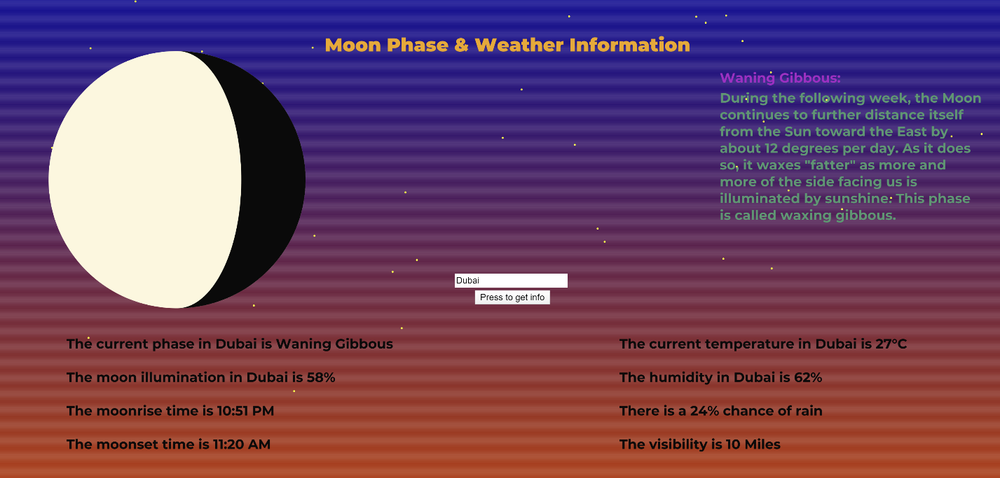 Moon Phase & Weather Information
Waning Gibbous:
During the following week, the Moon
continues to further distance itself
from the Sun toward the East by
about 12 degrees per day. As it does
so, it waxes "fatter" as more and
more of the side facing us is
illuminated by sunshine. This phase
is called waxing gibbous.
Dubai
Press to get info
The current phase in Dubai is Waning Gibbous
The moon illumination in Dubai is 58%
The moonrise time is 10:51 PM
The moonset time is 11:20 AM
The current temperature in Dubai is 27°C
The humidity in Dubai is 62%
There is a 24% chance of rain
The visibility is 10 Miles